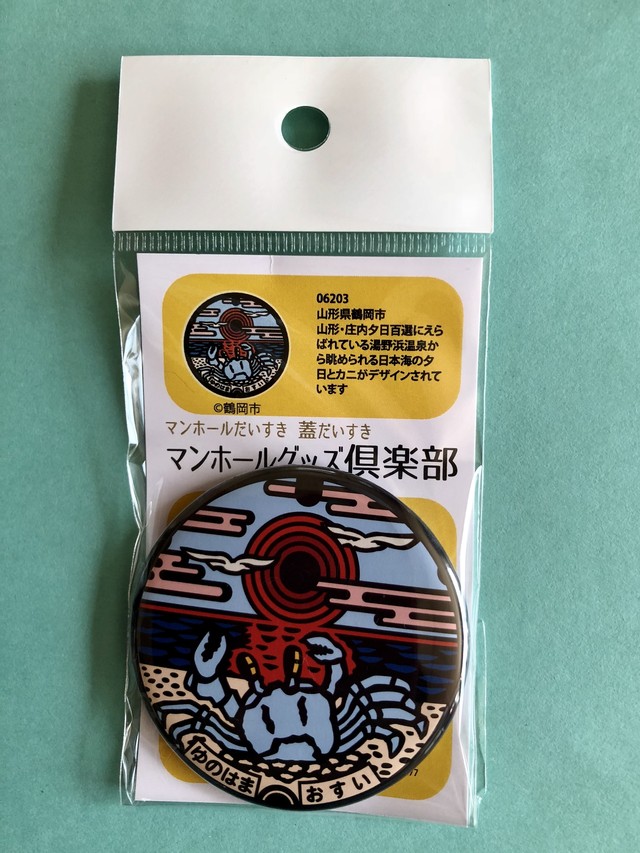 06203
山形県鶴岡市
山形・庄内夕日百選にえら
ばれている湯野浜温泉か
ら眺められる日本海の夕
日とカニがデザインされて
います
©鶴岡市
マンホールだいすき 蓋だいすき
マンホールグッズ倶楽部
ゆのはま
おすい